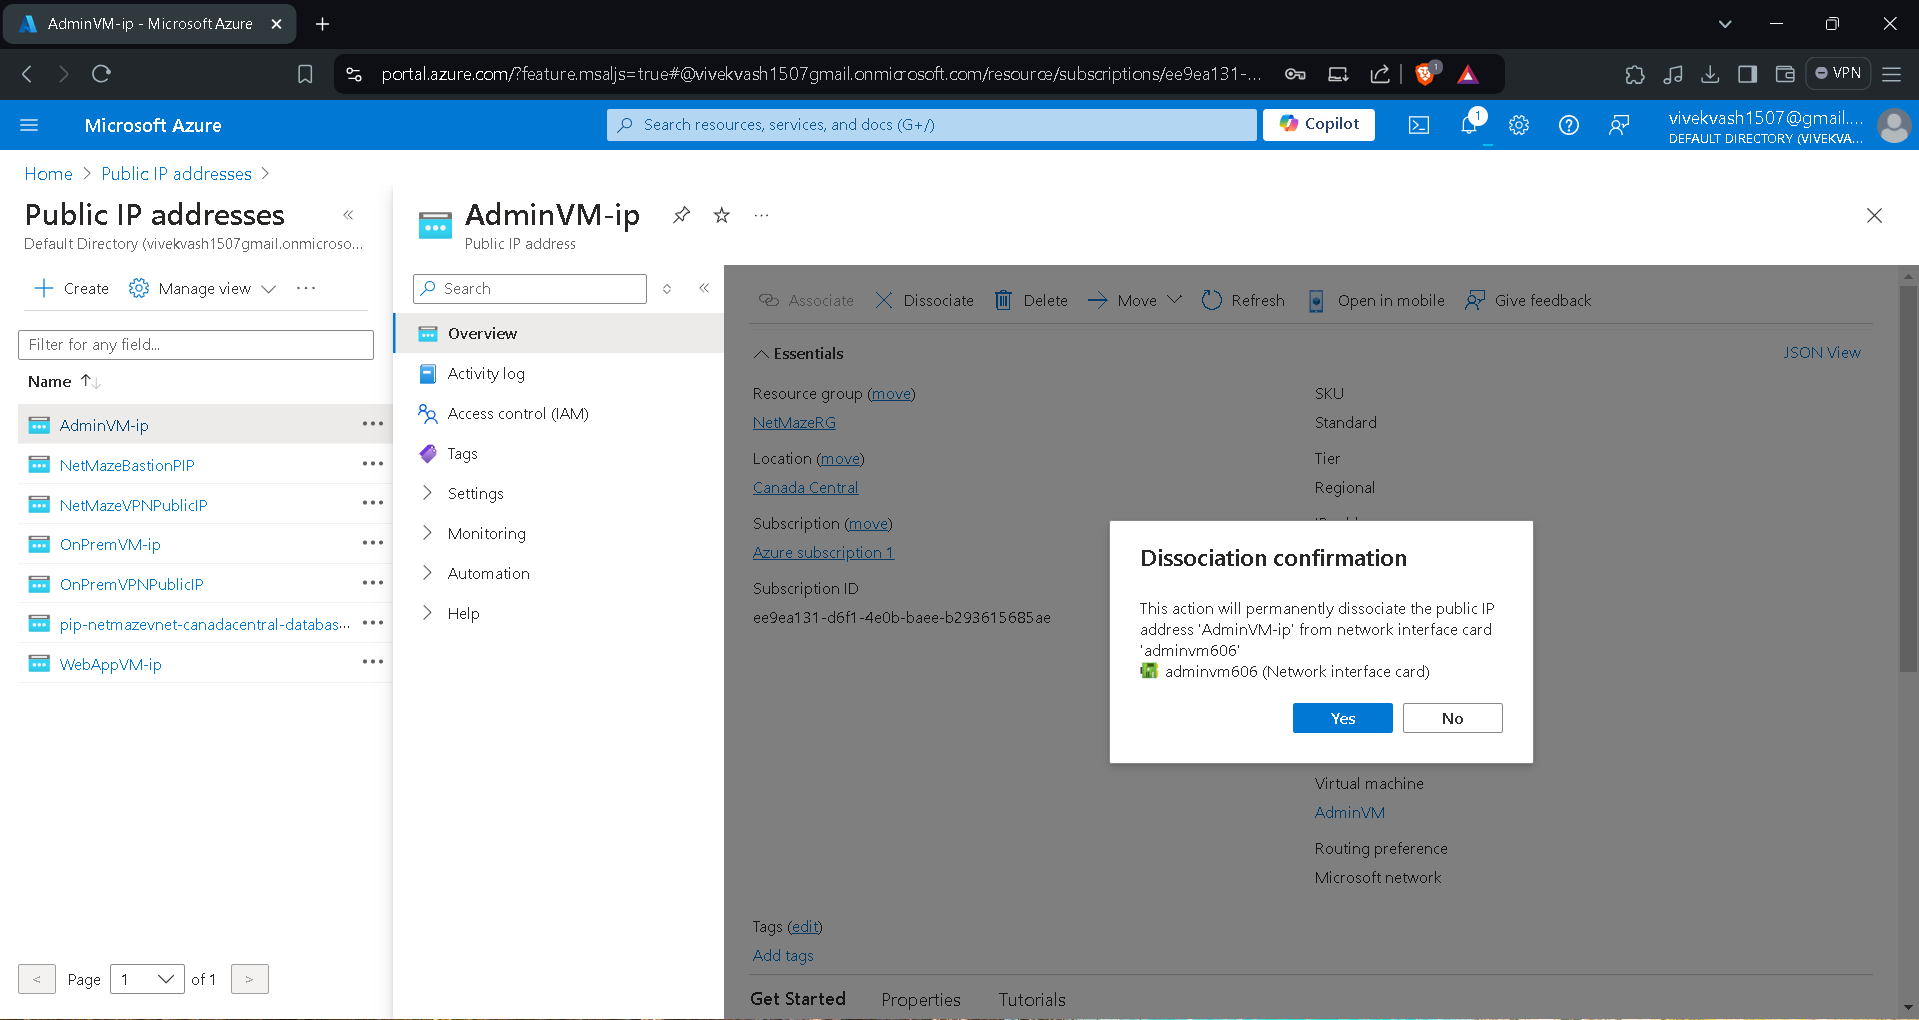 AdminVM-ip - Microsoft Azure
portal.azure.com/?feature.msaljs=true#@vivekvash1507gmail.onmicrosoft.com/resource/subscriptions/ee9ea131-...
1
VPN
Microsoft Azure
Search resources, services, and docs (G+/)
Copilot
1
vivekvash1507@gmail....
DEFAULT DIRECTORY (VIVEKVA...
Home > Public IP addresses >
Public IP addresses
Default Directory (vivekvash1507gmail.onmicroso...
Create
Manage view
Filter for any field...
Name
AdminVM-ip
NetMazeBastionPIP
NetMazeVPNPublicIP
OnPremVM-ip
OnPremVPNPublicIP
pip-netmazevnet-canadacentral-databas...
WebAppVM-ip
< Page 1 of 1 >
AdminVM-ip
Public IP address
Search
Overview
Activity log
Access control (IAM)
Tags
Settings
Monitoring
Automation
Help
Associate
Dissociate
Delete
Move
Refresh
Open in mobile
Give feedback
Essentials
JSON View
Resource group (move)
NetMazeRG
Location (move)
Canada Central
Subscription (move)
Azure subscription 1
Subscription ID
ee9ea131-d6f1-4e0b-baee-b293615685ae
SKU
Standard
Tier
Regional
Dissociation confirmation
This action will permanently dissociate the public IP
address 'AdminVM-ip' from network interface card
'adminvm606'
adminvm606 (Network interface card)
Yes
No
Virtual machine
AdminVM
Routing preference
Microsoft network
Tags (edit)
Add tags
Get Started
Properties
Tutorials